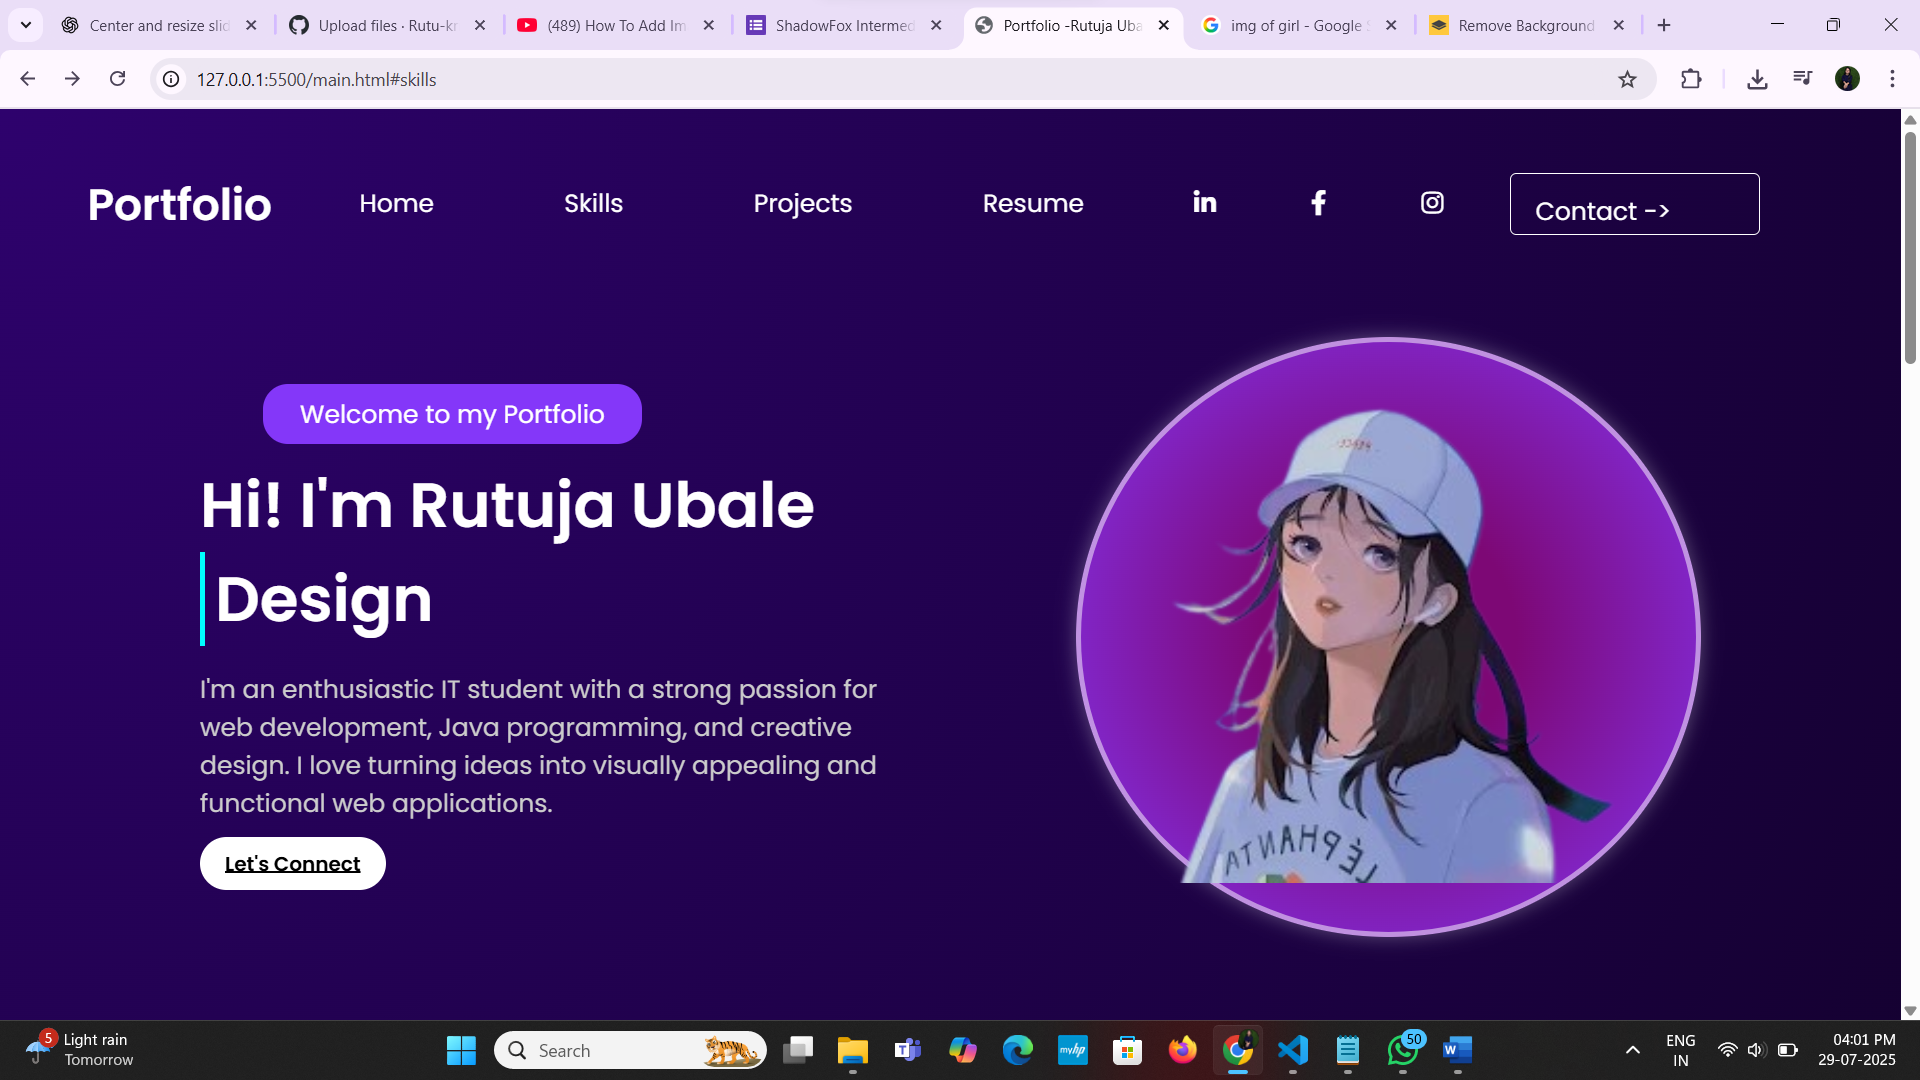 Center and resize slid
Upload files · Rutu-kr
(489) How To Add Im
ShadowFox Intermed
Portfolio -Rutuja Uba
img of girl - Google S
Remove Background
127.0.0.1:5500/main.html#skills
Portfolio
Home
Skills
Projects
Resume
in
f
Contact ->
Welcome to my Portfolio
Hi! I'm Rutuja Ubale
Design
I'm an enthusiastic IT student with a strong passion for
web development, Java programming, and creative
design. I love turning ideas into visually appealing and
functional web applications.
Let's Connect
5
Light rain
Tomorrow
Search
myhp
50
W
ENG
IN
04:01 PM
29-07-2025